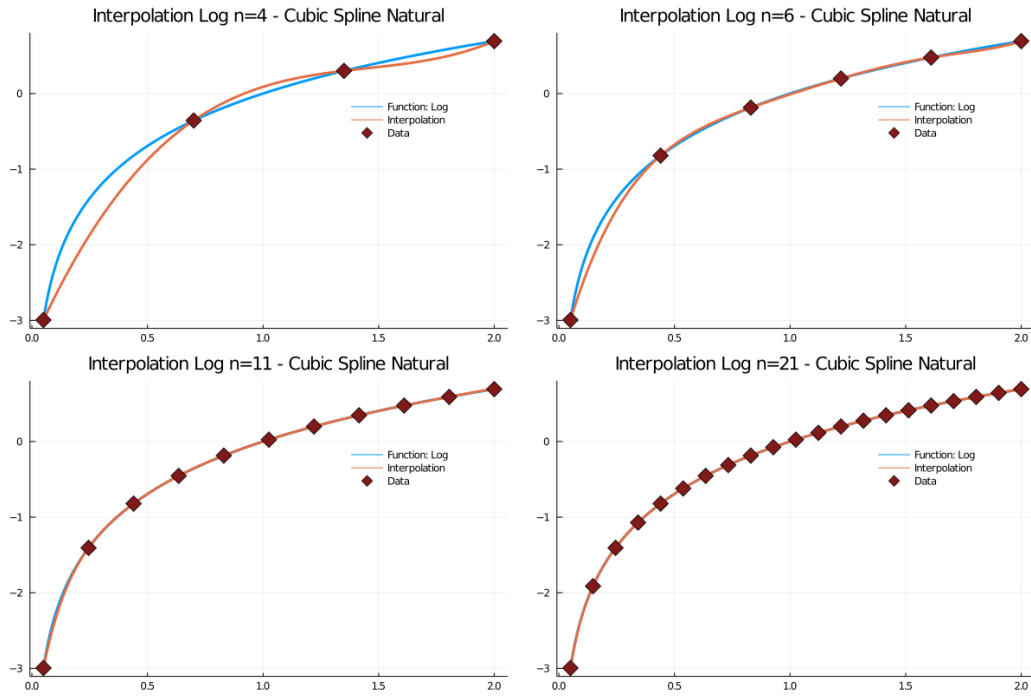 Interpolation Log n=4 - Cubic Spline Natural
0
−1
−2
−3
0.0 0.5 1.0 1.5 2.0
Function: Log
Interpolation
Data
Interpolation Log n=6 - Cubic Spline Natural
0
−1
−2
−3
0.0 0.5 1.0 1.5 2.0
Function: Log
Interpolation
Data
Interpolation Log n=11 - Cubic Spline Natural
0
−1
−2
−3
0.0 0.5 1.0 1.5 2.0
Function: Log
Interpolation
Data
Interpolation Log n=21 - Cubic Spline Natural
0
−1
−2
−3
0.0 0.5 1.0 1.5 2.0
Function: Log
Interpolation
Data